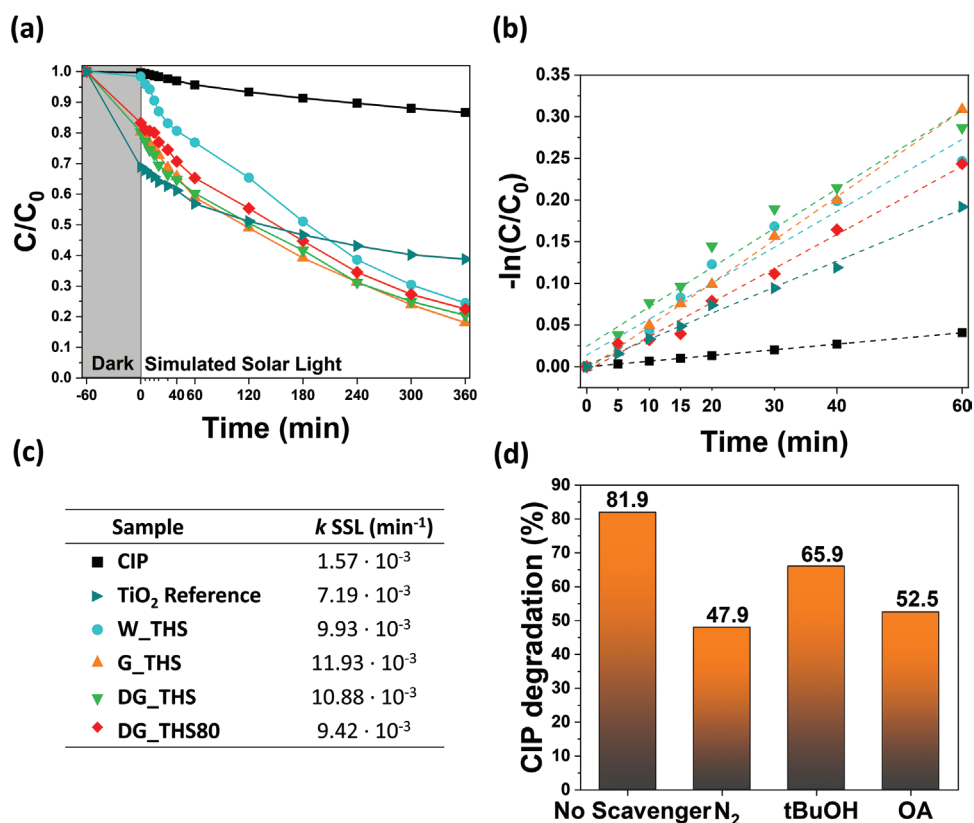 (a)
C/C0
1.0
0.9
0.8
0.7
0.6
0.5
0.4
0.3
0.2
0.1
0.0
Dark
Simulated Solar Light
-60 0 40 60 120 180 240 300 360
Time (min)
(b)
-ln(C/C0)
0.35
0.30
0.25
0.20
0.15
0.10
0.05
0.00
0 5 10 15 20 30 40 60
Time (min)
(c)
Sample k SSL (min⁻¹)
CIP 1.57 · 10⁻³
TiO₂ Reference 7.19 · 10⁻³
W_THS 9.93 · 10⁻³
G_THS 11.93 · 10⁻³
DG_THS 10.88 · 10⁻³
DG_THS80 9.42 · 10⁻³
(d)
CIP degradation (%)
90
80
70
60
50
40
30
20
10
0
81.9
47.9
65.9
52.5
No Scavenger N₂ tBuOH OA